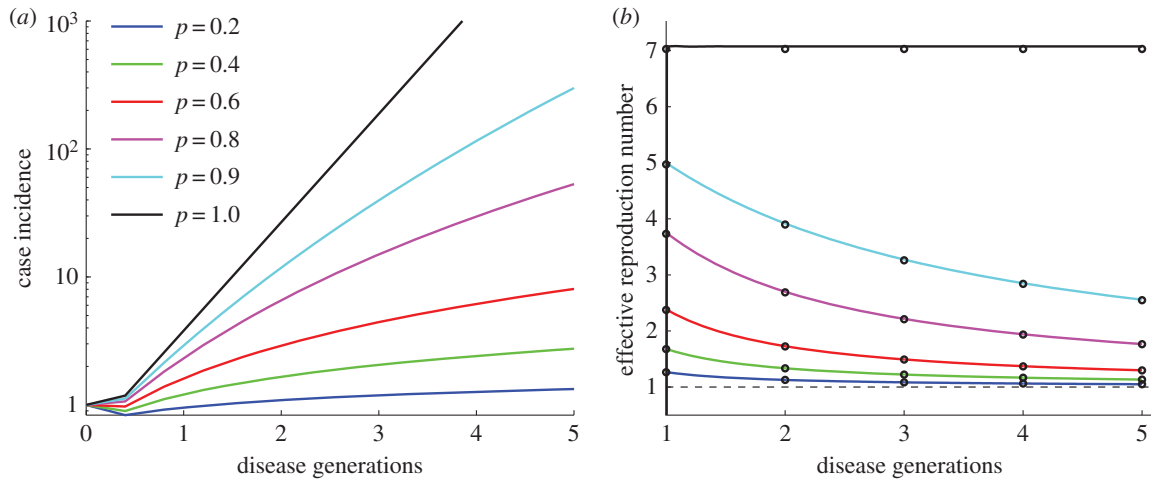 (a)
10³
10²
10
1
case incidence
p = 0.2
p = 0.4
p = 0.6
p = 0.8
p = 0.9
p = 1.0
0 1 2 3 4 5
disease generations
(b)
7
6
5
4
3
2
1
effective reproduction number
1 2 3 4 5
disease generations